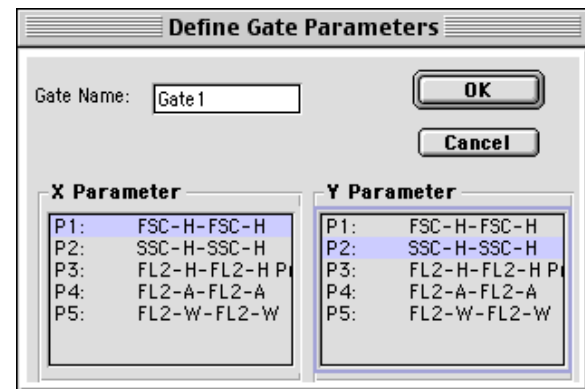 Define Gate Parameters
Gate Name: Gate1
OK
Cancel
X Parameter
P1: FSC-H-FSC-H
P2: SSC-H-SSC-H
P3: FL2-H-FL2-H P
P4: FL2-A-FL2-A
P5: FL2-W-FL2-W
Y Parameter
P1: FSC-H-FSC-H
P2: SSC-H-SSC-H
P3: FL2-H-FL2-H P
P4: FL2-A-FL2-A
P5: FL2-W-FL2-W